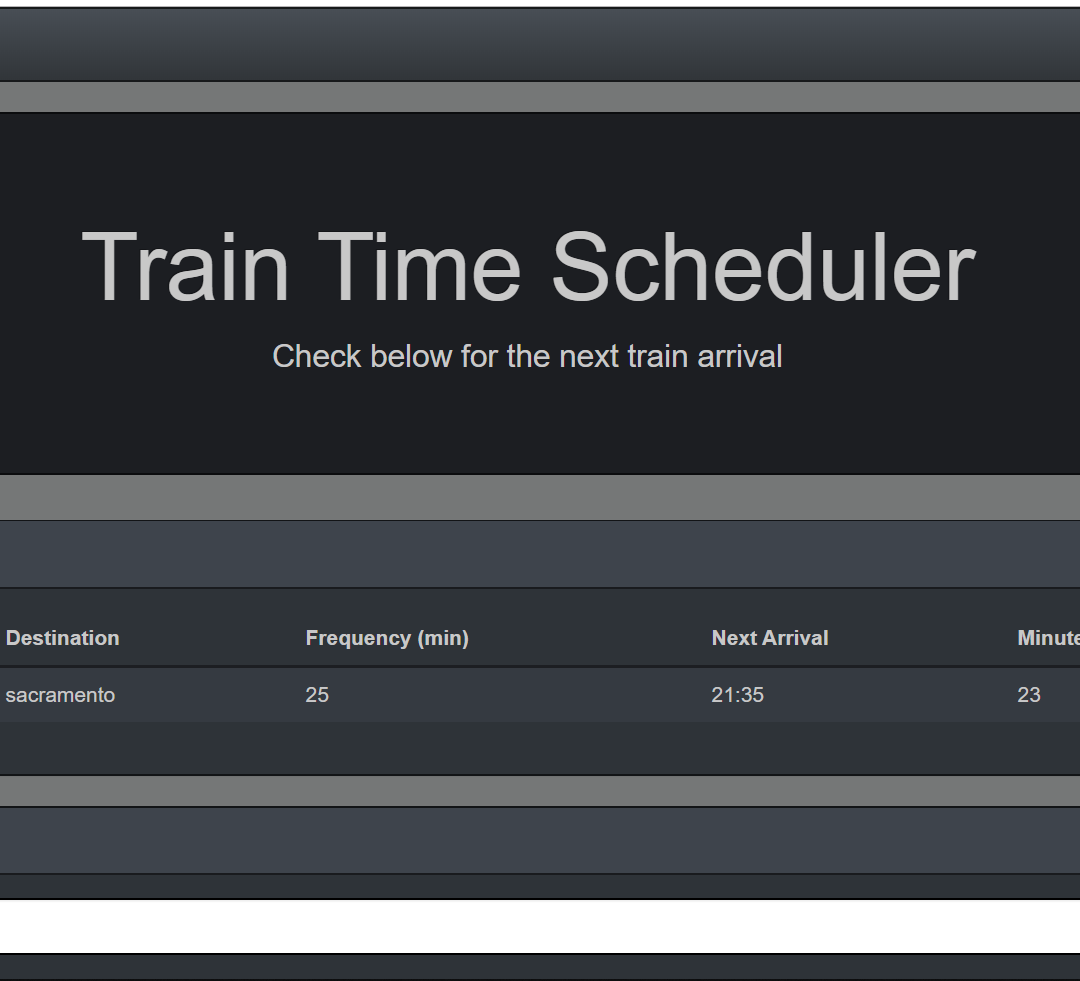 Train Time Scheduler
Check below for the next train arrival
Destination Frequency (min) Next Arrival Minute
sacramento 25 21:35 23